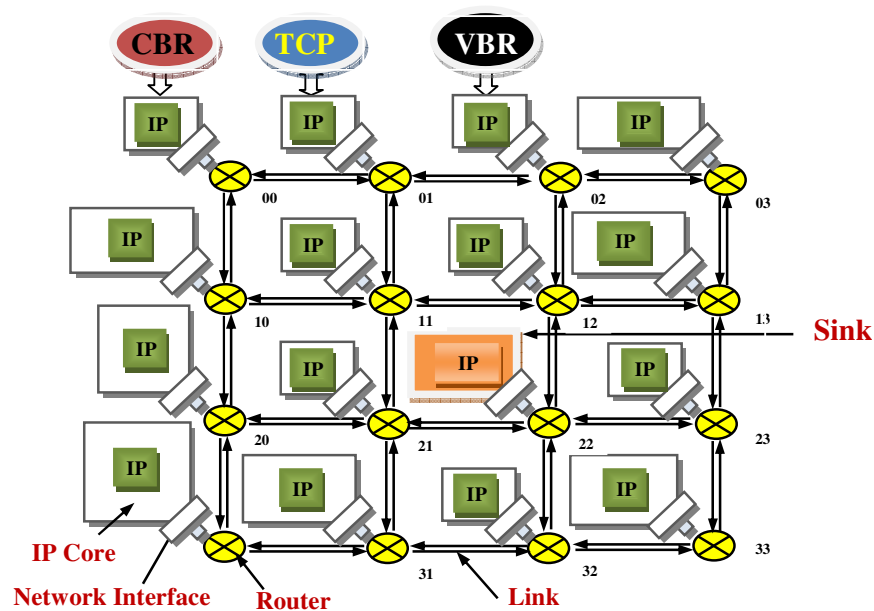 CBR TCP VBR
IP IP IP IP
00 01 02 03
IP IP IP IP
10 11 12 13
Sink
IP IP IP IP
20 21 22 23
IP IP IP IP
31 32 33
IP Core
Network Interface Router Link